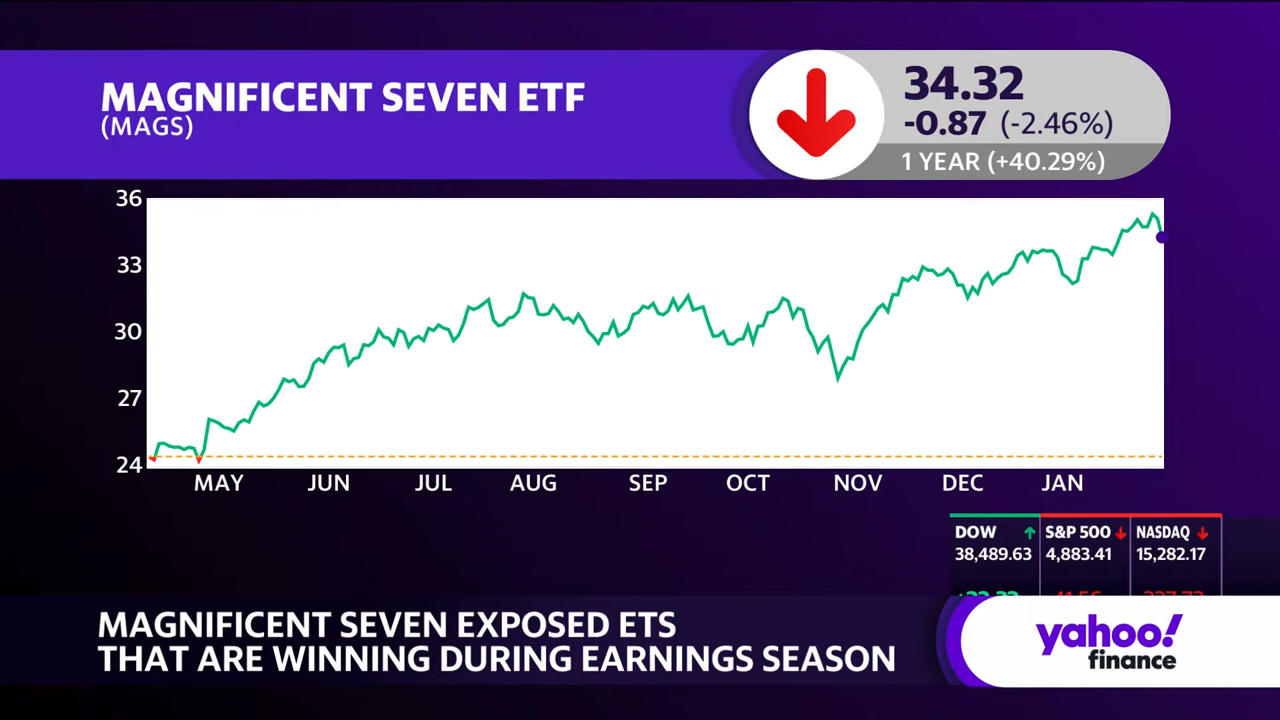 MAGNIFICENT SEVEN ETF
(MAGS)
34.32
-0.87 (-2.46%)
1 YEAR (+40.29%)
36
33
30
27
24
MAY JUN JUL AUG SEP OCT NOV DEC JAN
DOW S&P 500 NASDAQ
38,489.63 4,883.41 15,282.17
MAGNIFICENT SEVEN EXPOSED ETS
THAT ARE WINNING DURING EARNINGS SEASON
yahoo!
finance